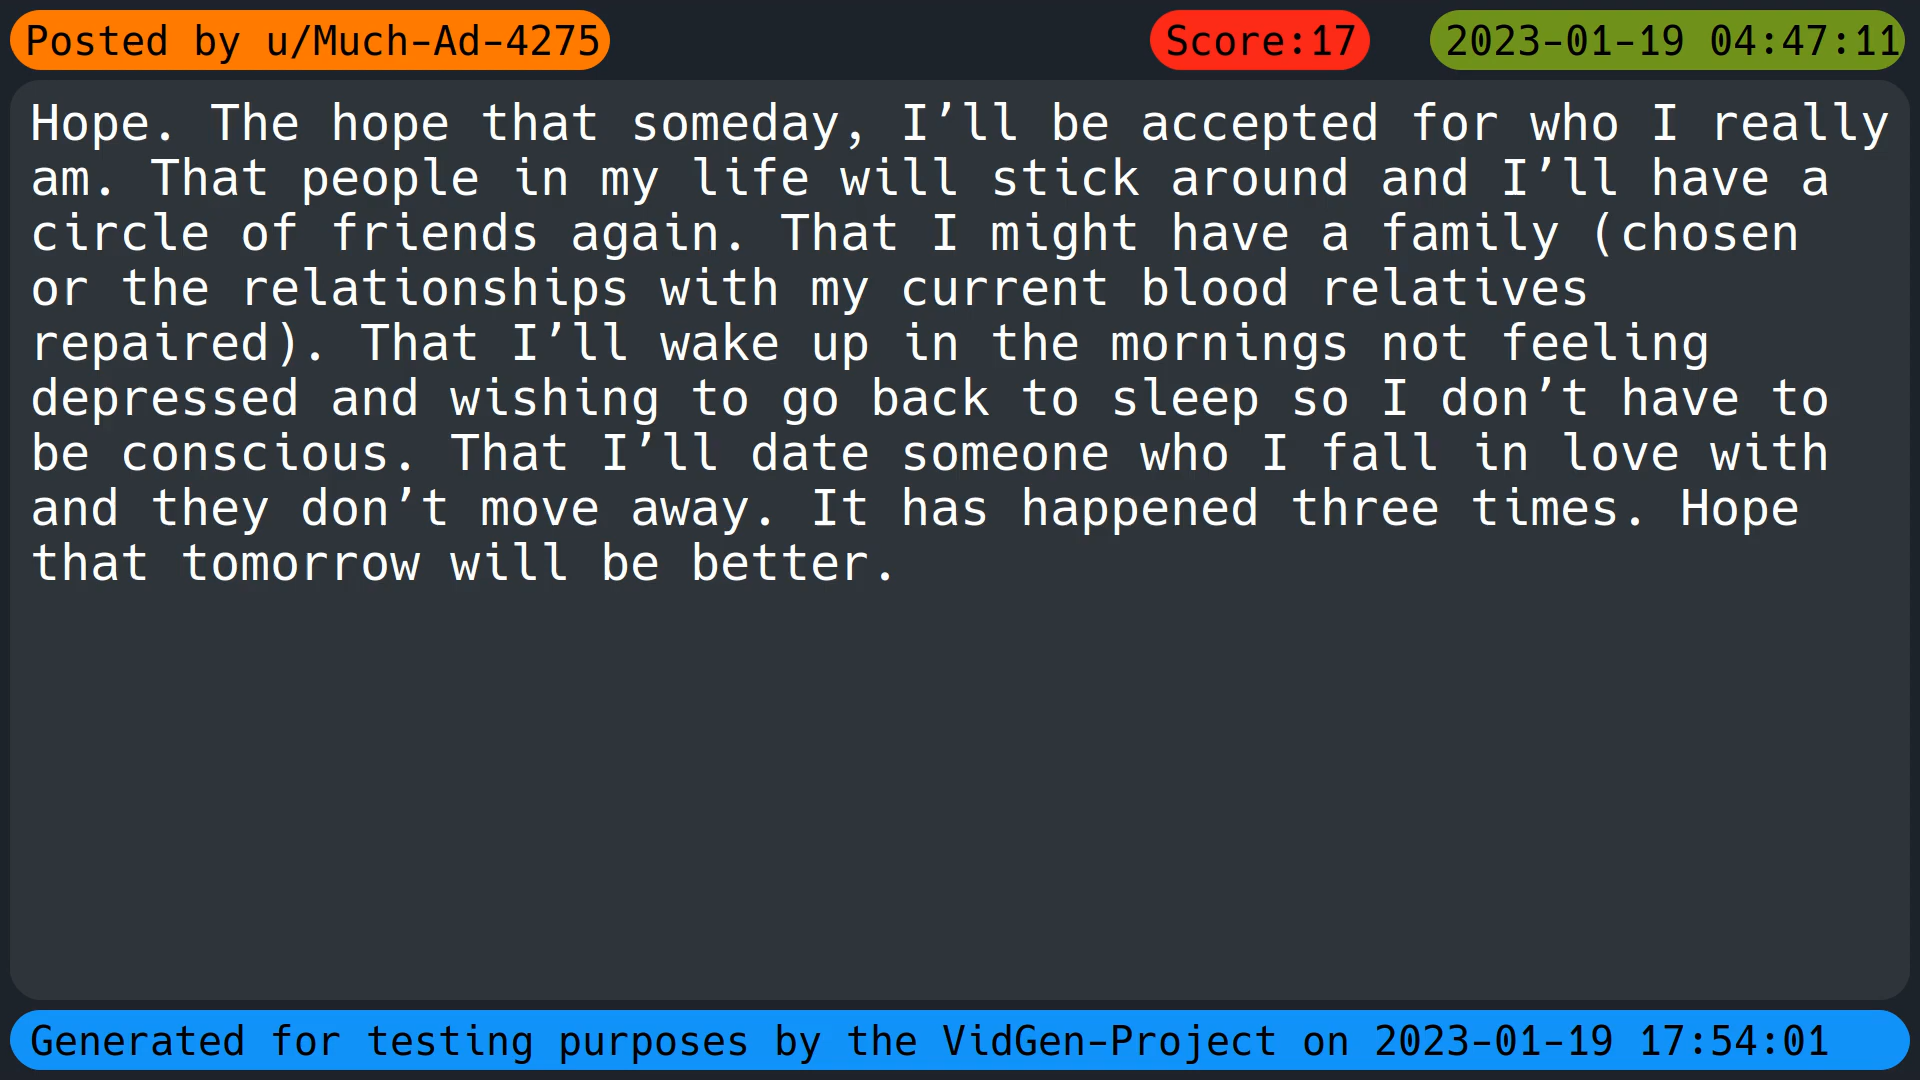 Posted by u/Much-Ad-4275
Score:17
2023-01-19 04:47:11
Hope. The hope that someday, I’ll be accepted for who I really
am. That people in my life will stick around and I’ll have a
circle of friends again. That I might have a family (chosen
or the relationships with my current blood relatives
repaired). That I’ll wake up in the mornings not feeling
depressed and wishing to go back to sleep so I don’t have to
be conscious. That I’ll date someone who I fall in love with
and they don’t move away. It has happened three times. Hope
that tomorrow will be better.
Generated for testing purposes by the VidGen-Project on 2023-01-19 17:54:01